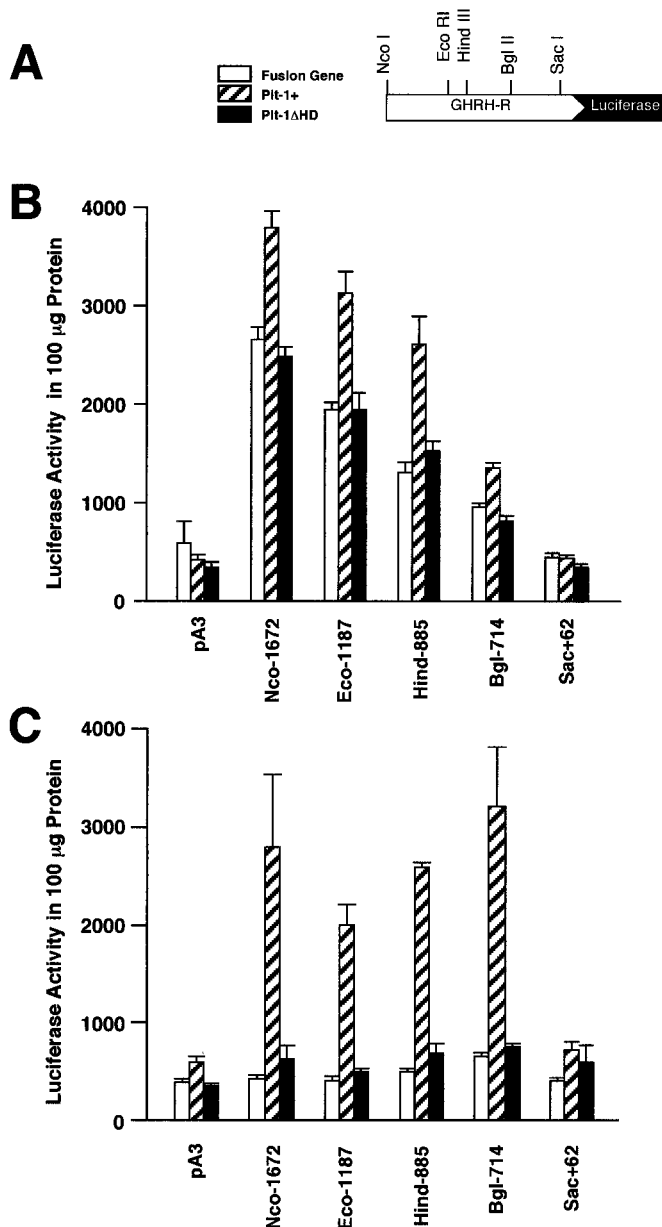 A
Fusion Gene
Pit-1+
Pit-1ΔHD
Nco I
Eco RI
Hind III
Bgl II
Sac I
GHRH-R
Luciferase
B
Luciferase Activity in 100 µg Protein
4000
3000
2000
1000
0
pA3
Nco-1672
Eco-1187
Hind-885
Bgl-714
Sac+62
C
Luciferase Activity in 100 µg Protein
4000
3000
2000
1000
0
pA3
Nco-1672
Eco-1187
Hind-885
Bgl-714
Sac+62